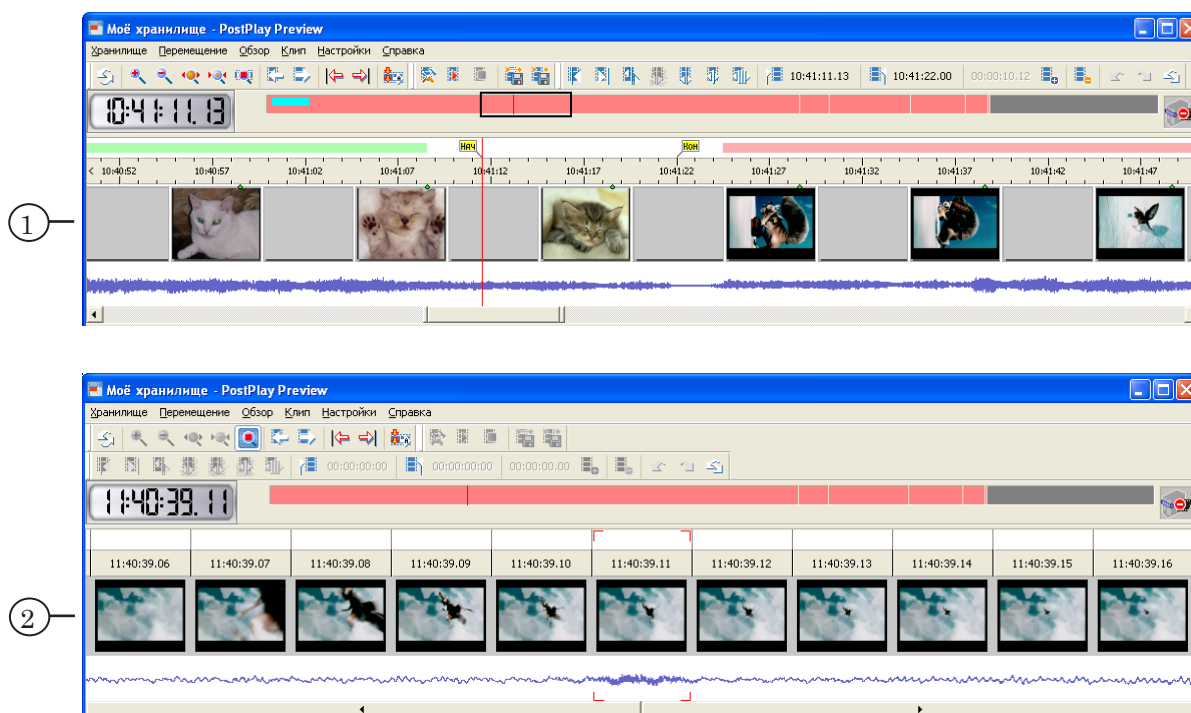 Моё хранилище - PostPlay Preview
Хранилище Перемещение Обзор Клип Настройки Справка
10:41:11.13 10:41:22.00 00:00:10.12
10:41:11.13
Нач Кон
< 10:40:52 10:40:57 10:41:02 10:41:07 10:41:12 10:41:17 10:41:22 10:41:27 10:41:32 10:41:37 10:41:42 10:41:47
1
Моё хранилище - PostPlay Preview
Хранилище Перемещение Обзор Клип Настройки Справка
00:00:00:00 00:00:00:00 00:00:00.00
11:40:39.11
11:40:39.06 11:40:39.07 11:40:39.08 11:40:39.09 11:40:39.10 11:40:39.11 11:40:39.12 11:40:39.13 11:40:39.14 11:40:39.15 11:40:39.16
2